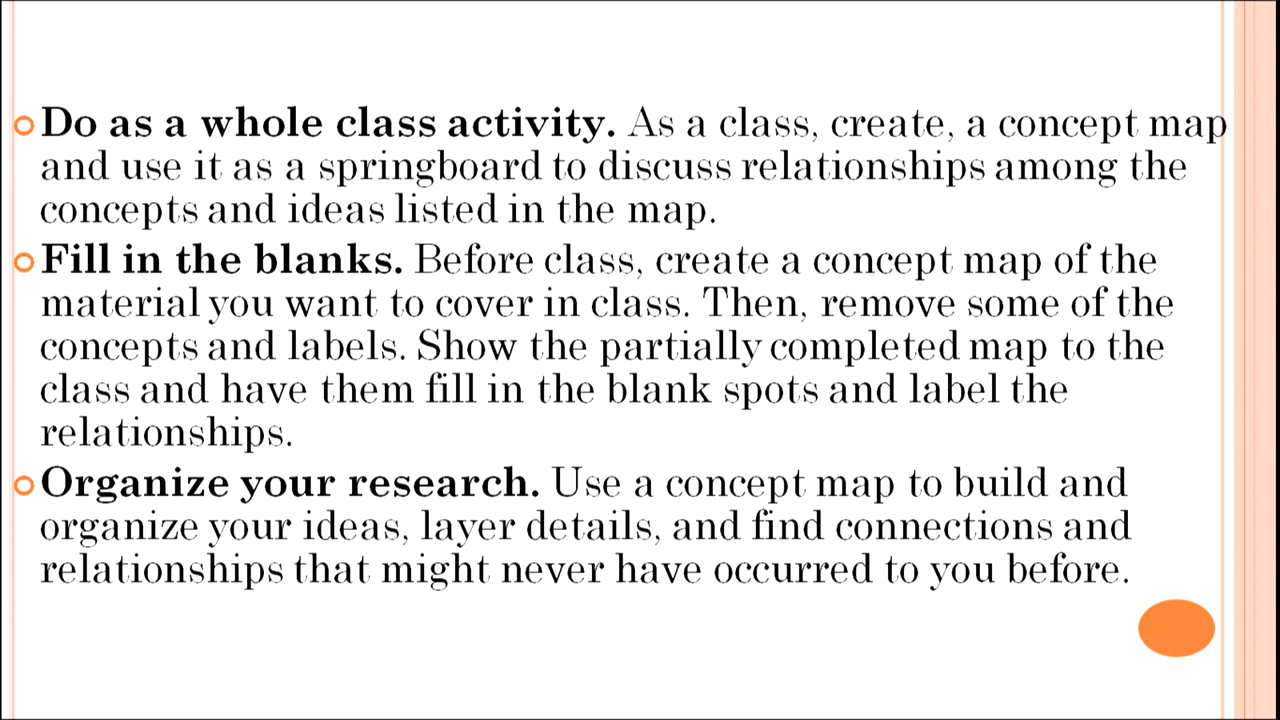 Do as a whole class activity. As a class, create, a concept map
and use it as a springboard to discuss relationships among the
concepts and ideas listed in the map.
Fill in the blanks. Before class, create a concept map of the
material you want to cover in class. Then, remove some of the
concepts and labels. Show the partially completed map to the
class and have them fill in the blank spots and label the
relationships.
Organize your research. Use a concept map to build and
organize your ideas, layer details, and find connections and
relationships that might never have occurred to you before.